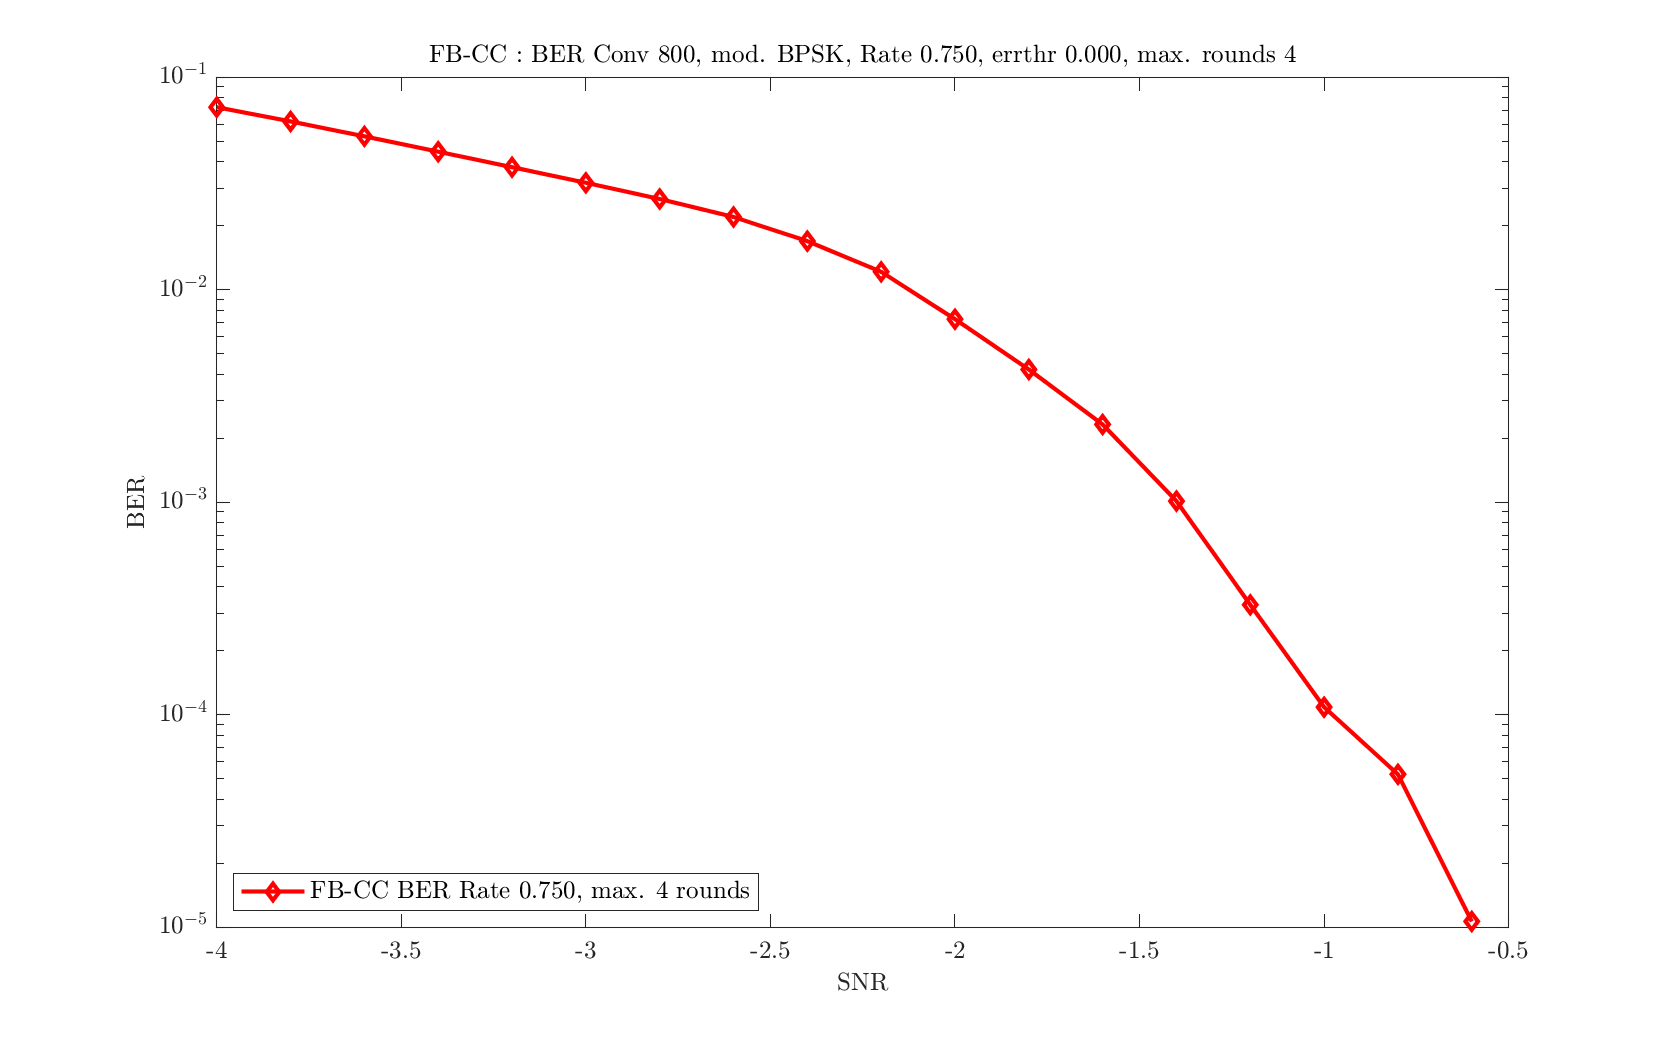 FB-CC : BER Conv 800, mod. BPSK, Rate 0.750, errthr 0.000, max. rounds 4
10^{-1}
10^{-2}
10^{-3}
10^{-4}
10^{-5}
BER
FB-CC BER Rate 0.750, max. 4 rounds
-4 -3.5 -3 -2.5 -2 -1.5 -1 -0.5
SNR